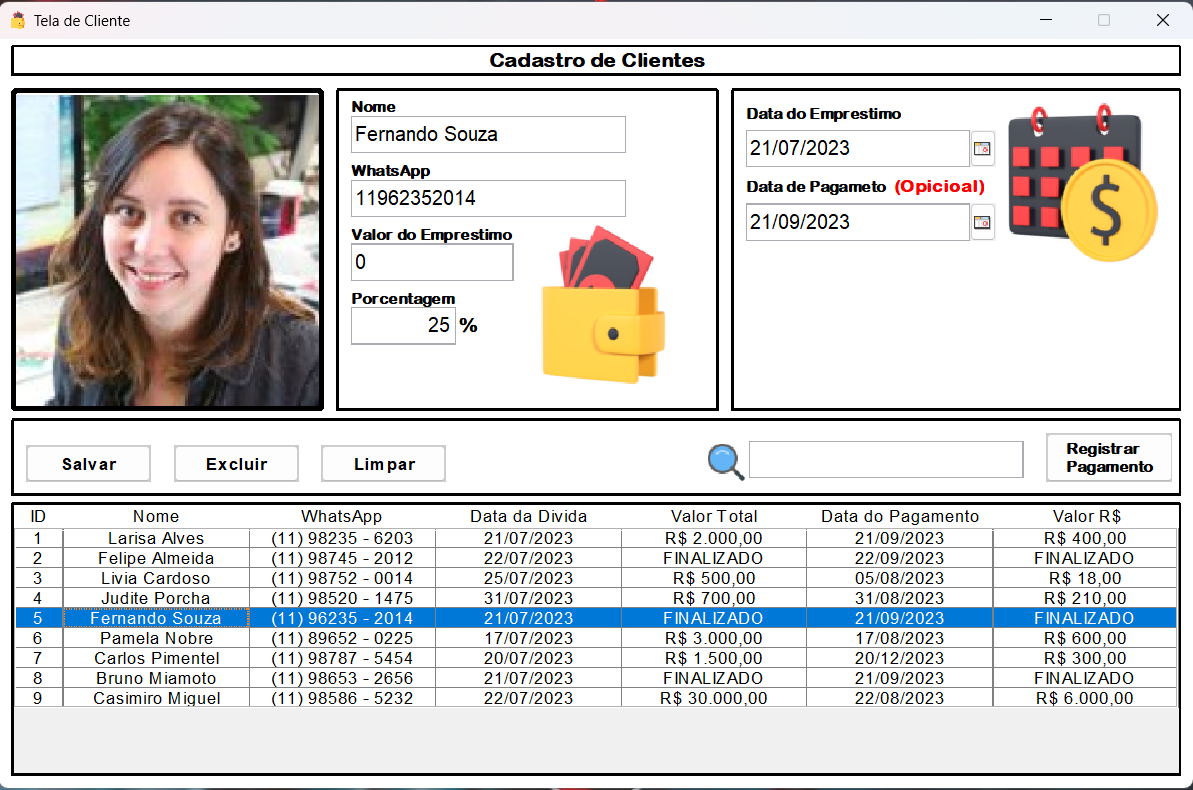 Tela de Cliente
Cadastro de Clientes
Nome
Fernando Souza
WhatsApp
11962352014
Valor do Emprestimo
0
Porcentagem
25 %
Data do Emprestimo
21/07/2023
Data de Pagameto (Opicioal)
21/09/2023
$
Salvar Excluir Limpar
Registrar
Pagamento
ID Nome WhatsApp Data da Divida Valor Total Data do Pagamento Valor R$
1 Larisa Alves (11) 98235 - 6203 21/07/2023 R$ 2.000,00 21/09/2023 R$ 400,00
2 Felipe Almeida (11) 98745 - 2012 22/07/2023 FINALIZADO 22/09/2023 FINALIZADO
3 Livia Cardoso (11) 98752 - 0014 25/07/2023 R$ 500,00 05/08/2023 R$ 18,00
4 Judite Porcha (11) 98520 - 1475 31/07/2023 R$ 700,00 31/08/2023 R$ 210,00
5 Fernando Souza (11) 96235 - 2014 21/07/2023 FINALIZADO 21/09/2023 FINALIZADO
6 Pamela Nobre (11) 89652 - 0225 17/07/2023 R$ 3.000,00 17/08/2023 R$ 600,00
7 Carlos Pimentel (11) 98787 - 5454 20/07/2023 R$ 1.500,00 20/12/2023 R$ 300,00
8 Bruno Miamoto (11) 98653 - 2656 21/07/2023 FINALIZADO 21/09/2023 FINALIZADO
9 Casimiro Miguel (11) 98586 - 5232 22/07/2023 R$ 30.000,00 22/08/2023 R$ 6.000,00